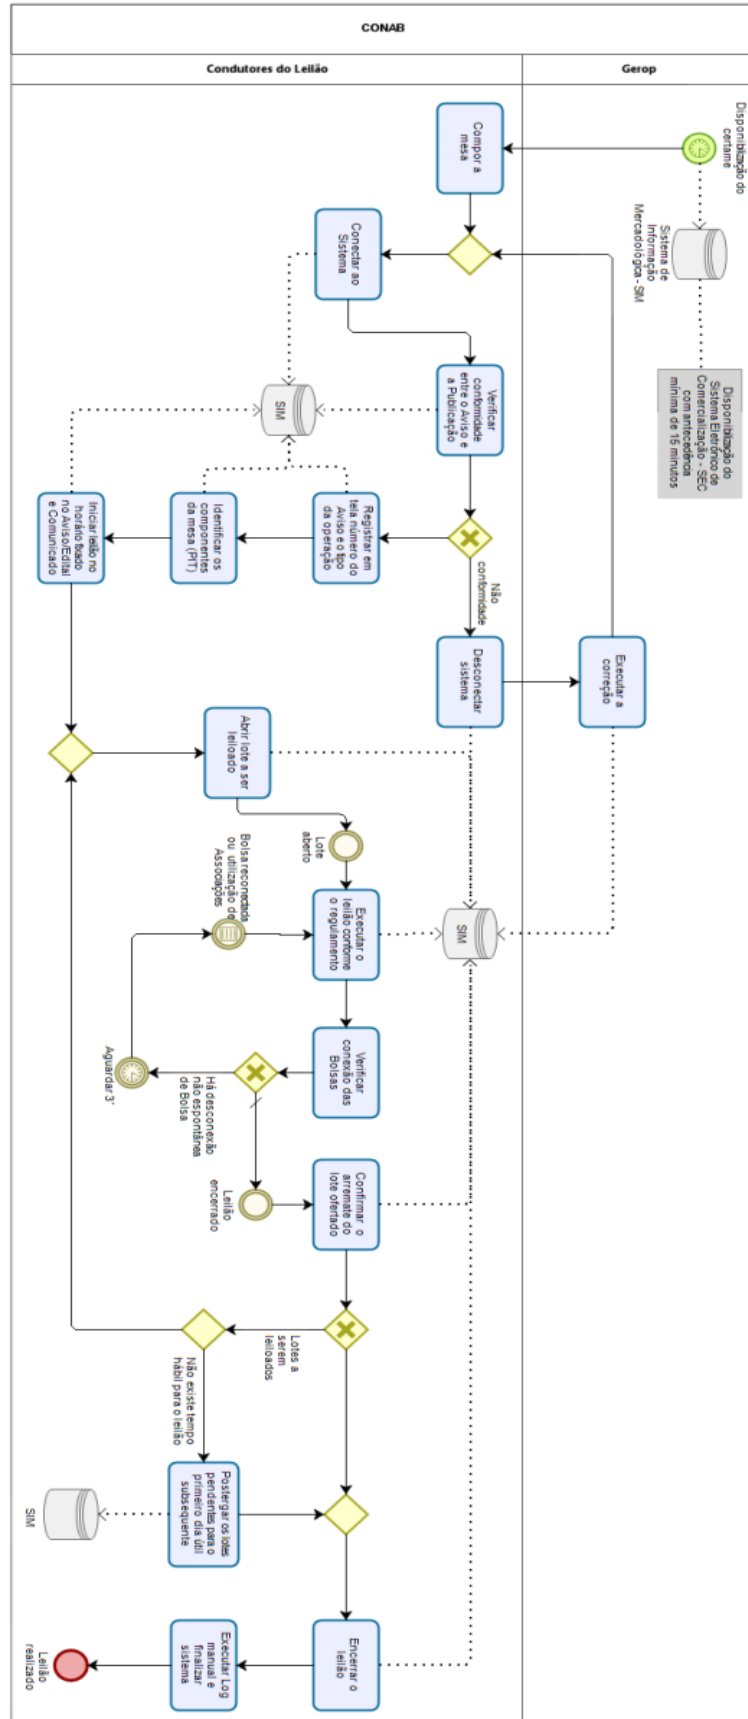 CONAB
Condutores do Leilão
Gerop
Disponibilização do
certame
Sistema de
Informação
Mercadológica - SIM
Disponibilização do
Sistema Eletrônico de
Comercialização - SEC
com antecedência
mínima de 15 minutos
Compor a
mesa
Conectar ao
Sistema
Verificar
conformidade
entre o Aviso e
a Publicação
SIM
Não
conformidade
Registrar em
tela número do
Aviso e o tipo
da operação
Identificar os
componentes
da mesa (PIT)
Iniciar leilão no
horário fixado
no Aviso/Edital
e Comunicado
Desconectar
sistema
Executar a
correção
Abrir lote a ser
leiloado
Lote
aberto
Executar o
leilão conforme
o regulamento
SIM
Bolsa reconectada
ou utilização de
Associações
Verificar
conexão das
Bolsas
Aguardar 3'
Há desconexão
não espontânea
de Bolsa
Leilão
encerrado
Confirmar o
arremate do
lote ofertado
Lotes a
serem
leiloados
Não existe tempo
hábil para o leilão
Postergar os lotes
pendentes para o
primeiro dia útil
subsequente
SIM
Encerrar o
leilão
Executar Log
manual e
finalizar
sistema
Leilão
realizado